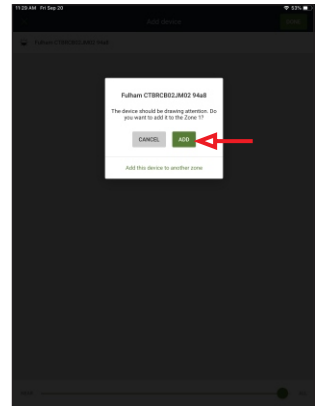 11:29 AM Fri Sep 20 53%
Add device
Fulham CTBRCB02JM02 94a8
Fulham CTBRCB02JM02 94a8
The device should be drawing attention. Do
you want to add it to the Zone 1?
CANCEL ADD
Add this device to another zone